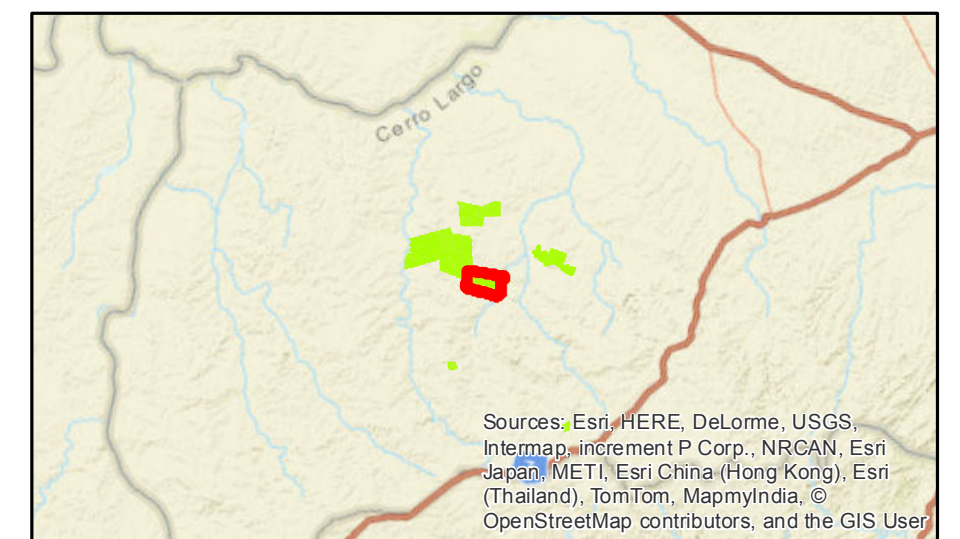 Cerro Largo
Sources: Esri, HERE, DeLorme, USGS,
Intermap, increment P Corp., NRCAN, Esri
Japan, METI, Esri China (Hong Kong), Esri
(Thailand), TomTom, MapmyIndia, ©
OpenStreetMap contributors, and the GIS User